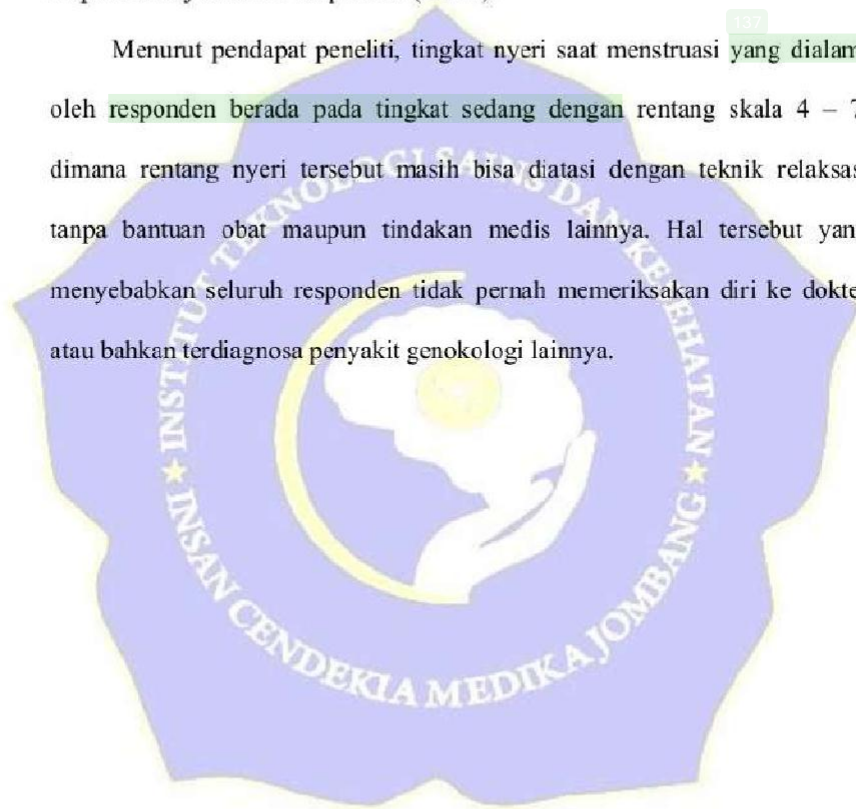 137
Menurut pendapat peneliti, tingkat nyeri saat menstruasi yang dialam
oleh responden berada pada tingkat sedang dengan rentang skala 4 – 7
dimana rentang nyeri tersebut masih bisa diatasi dengan teknik relaksas
tanpa bantuan obat maupun tindakan medis lainnya. Hal tersebut yan
menyebabkan seluruh responden tidak pernah memeriksakan diri ke dokte
atau bahkan terdiagnosa penyakit genokologi lainnya.
INSTITUT TEKNOLOGI SAINS DAN KESEHATAN
INSAN CENDEKIA MEDIKA JOMBANG